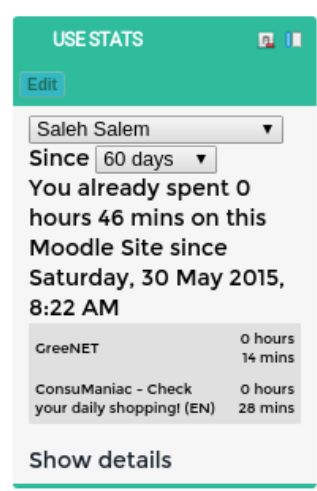 USE STATS
Edit
Saleh Salem
Since 60 days
You already spent 0
hours 46 mins on this
Moodle Site since
Saturday, 30 May 2015,
8:22 AM
GreeNET 0 hours 14 mins
ConsuManiac - Check your daily shopping! (EN) 0 hours 28 mins
Show details